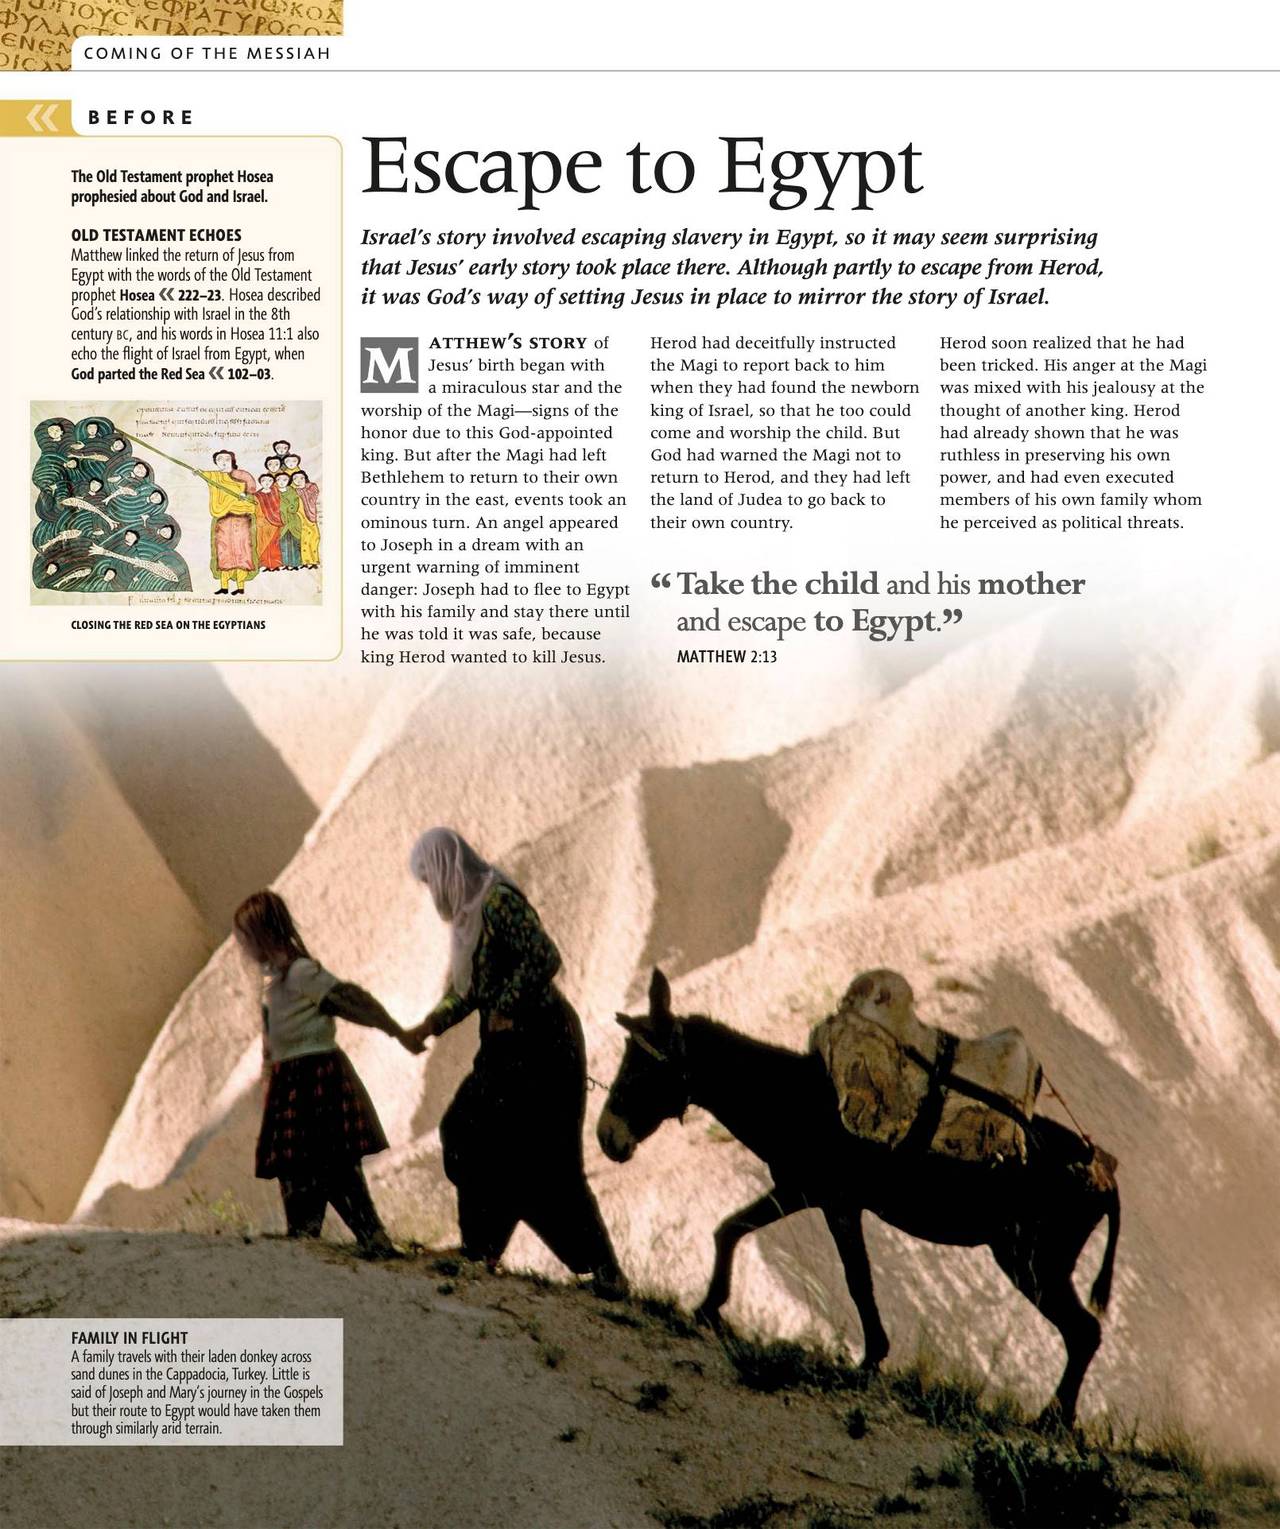 COMING OF THE MESSIAH
BEFORE
The Old Testament prophet Hosea
prophesied about God and Israel.
OLD TESTAMENT ECHOES
Matthew linked the return of Jesus from
Egypt with the words of the Old Testament
prophet Hosea « 222–23. Hosea described
God's relationship with Israel in the 8th
century BC, and his words in Hosea 11:1 also
echo the flight of Israel from Egypt, when
God parted the Red Sea « 102–03.
CLOSING THE RED SEA ON THE EGYPTIANS
Escape to Egypt
Israel's story involved escaping slavery in Egypt, so it may seem surprising
that Jesus' early story took place there. Although partly to escape from Herod,
it was God's way of setting Jesus in place to mirror the story of Israel.
MATTHEW'S STORY of
Jesus' birth began with
a miraculous star and the
worship of the Magi—signs of the
honor due to this God-appointed
king. But after the Magi had left
Bethlehem to return to their own
country in the east, events took an
ominous turn. An angel appeared
to Joseph in a dream with an
urgent warning of imminent
danger: Joseph had to flee to Egypt
with his family and stay there until
he was told it was safe, because
king Herod wanted to kill Jesus.
Herod had deceitfully instructed
the Magi to report back to him
when they had found the newborn
king of Israel, so that he too could
come and worship the child. But
God had warned the Magi not to
return to Herod, and they had left
the land of Judea to go back to
their own country.
Herod soon realized that he had
been tricked. His anger at the Magi
was mixed with his jealousy at the
thought of another king. Herod
had already shown that he was
ruthless in preserving his own
power, and had even executed
members of his own family whom
he perceived as political threats.
“Take the child and his mother
and escape to Egypt.”
MATTHEW 2:13
FAMILY IN FLIGHT
A family travels with their laden donkey across
sand dunes in the Cappadocia, Turkey. Little is
said of Joseph and Mary's journey in the Gospels
but their route to Egypt would have taken them
through similarly arid terrain.